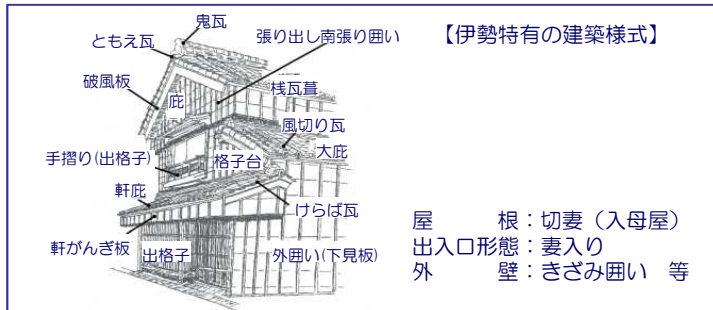 鬼瓦
ともえ瓦
張り出し南張り囲い
【伊勢特有の建築様式】
破風板
庇
桟瓦葺
風切り瓦
大庇
手摺り(出格子)
格子台
軒庇
けらば瓦
軒がんぎ板
出格子
外囲い(下見板)
屋　　　根：切妻（入母屋）
出入口形態：妻入り
外　　　壁：きざみ囲い　等